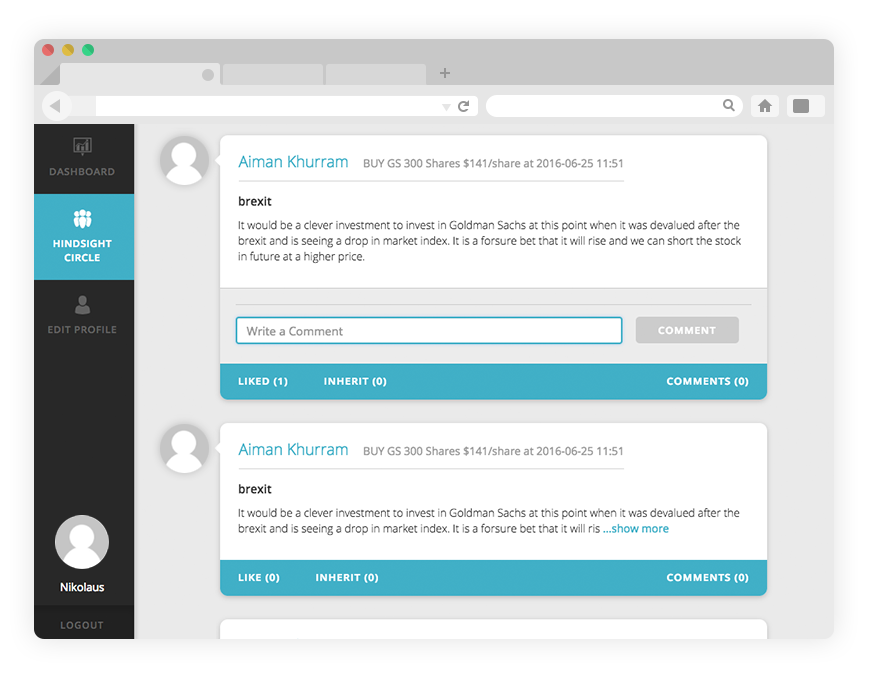 DASHBOARD
HINDSIGHT
CIRCLE
EDIT PROFILE
Nikolaus
LOGOUT
Aiman Khurram BUY GS 300 Shares $141/share at 2016-06-25 11:51
brexit
It would be a clever investment to invest in Goldman Sachs at this point when it was devalued after the
brexit and is seeing a drop in market index. It is a forsure bet that it will rise and we can short the stock
in future at a higher price.
Write a Comment COMMENT
LIKED (1) INHERIT (0) COMMENTS (0)
Aiman Khurram BUY GS 300 Shares $141/share at 2016-06-25 11:51
brexit
It would be a clever investment to invest in Goldman Sachs at this point when it was devalued after the
brexit and is seeing a drop in market index. It is a forsure bet that it will ris ...show more
LIKE (0) INHERIT (0) COMMENTS (0)